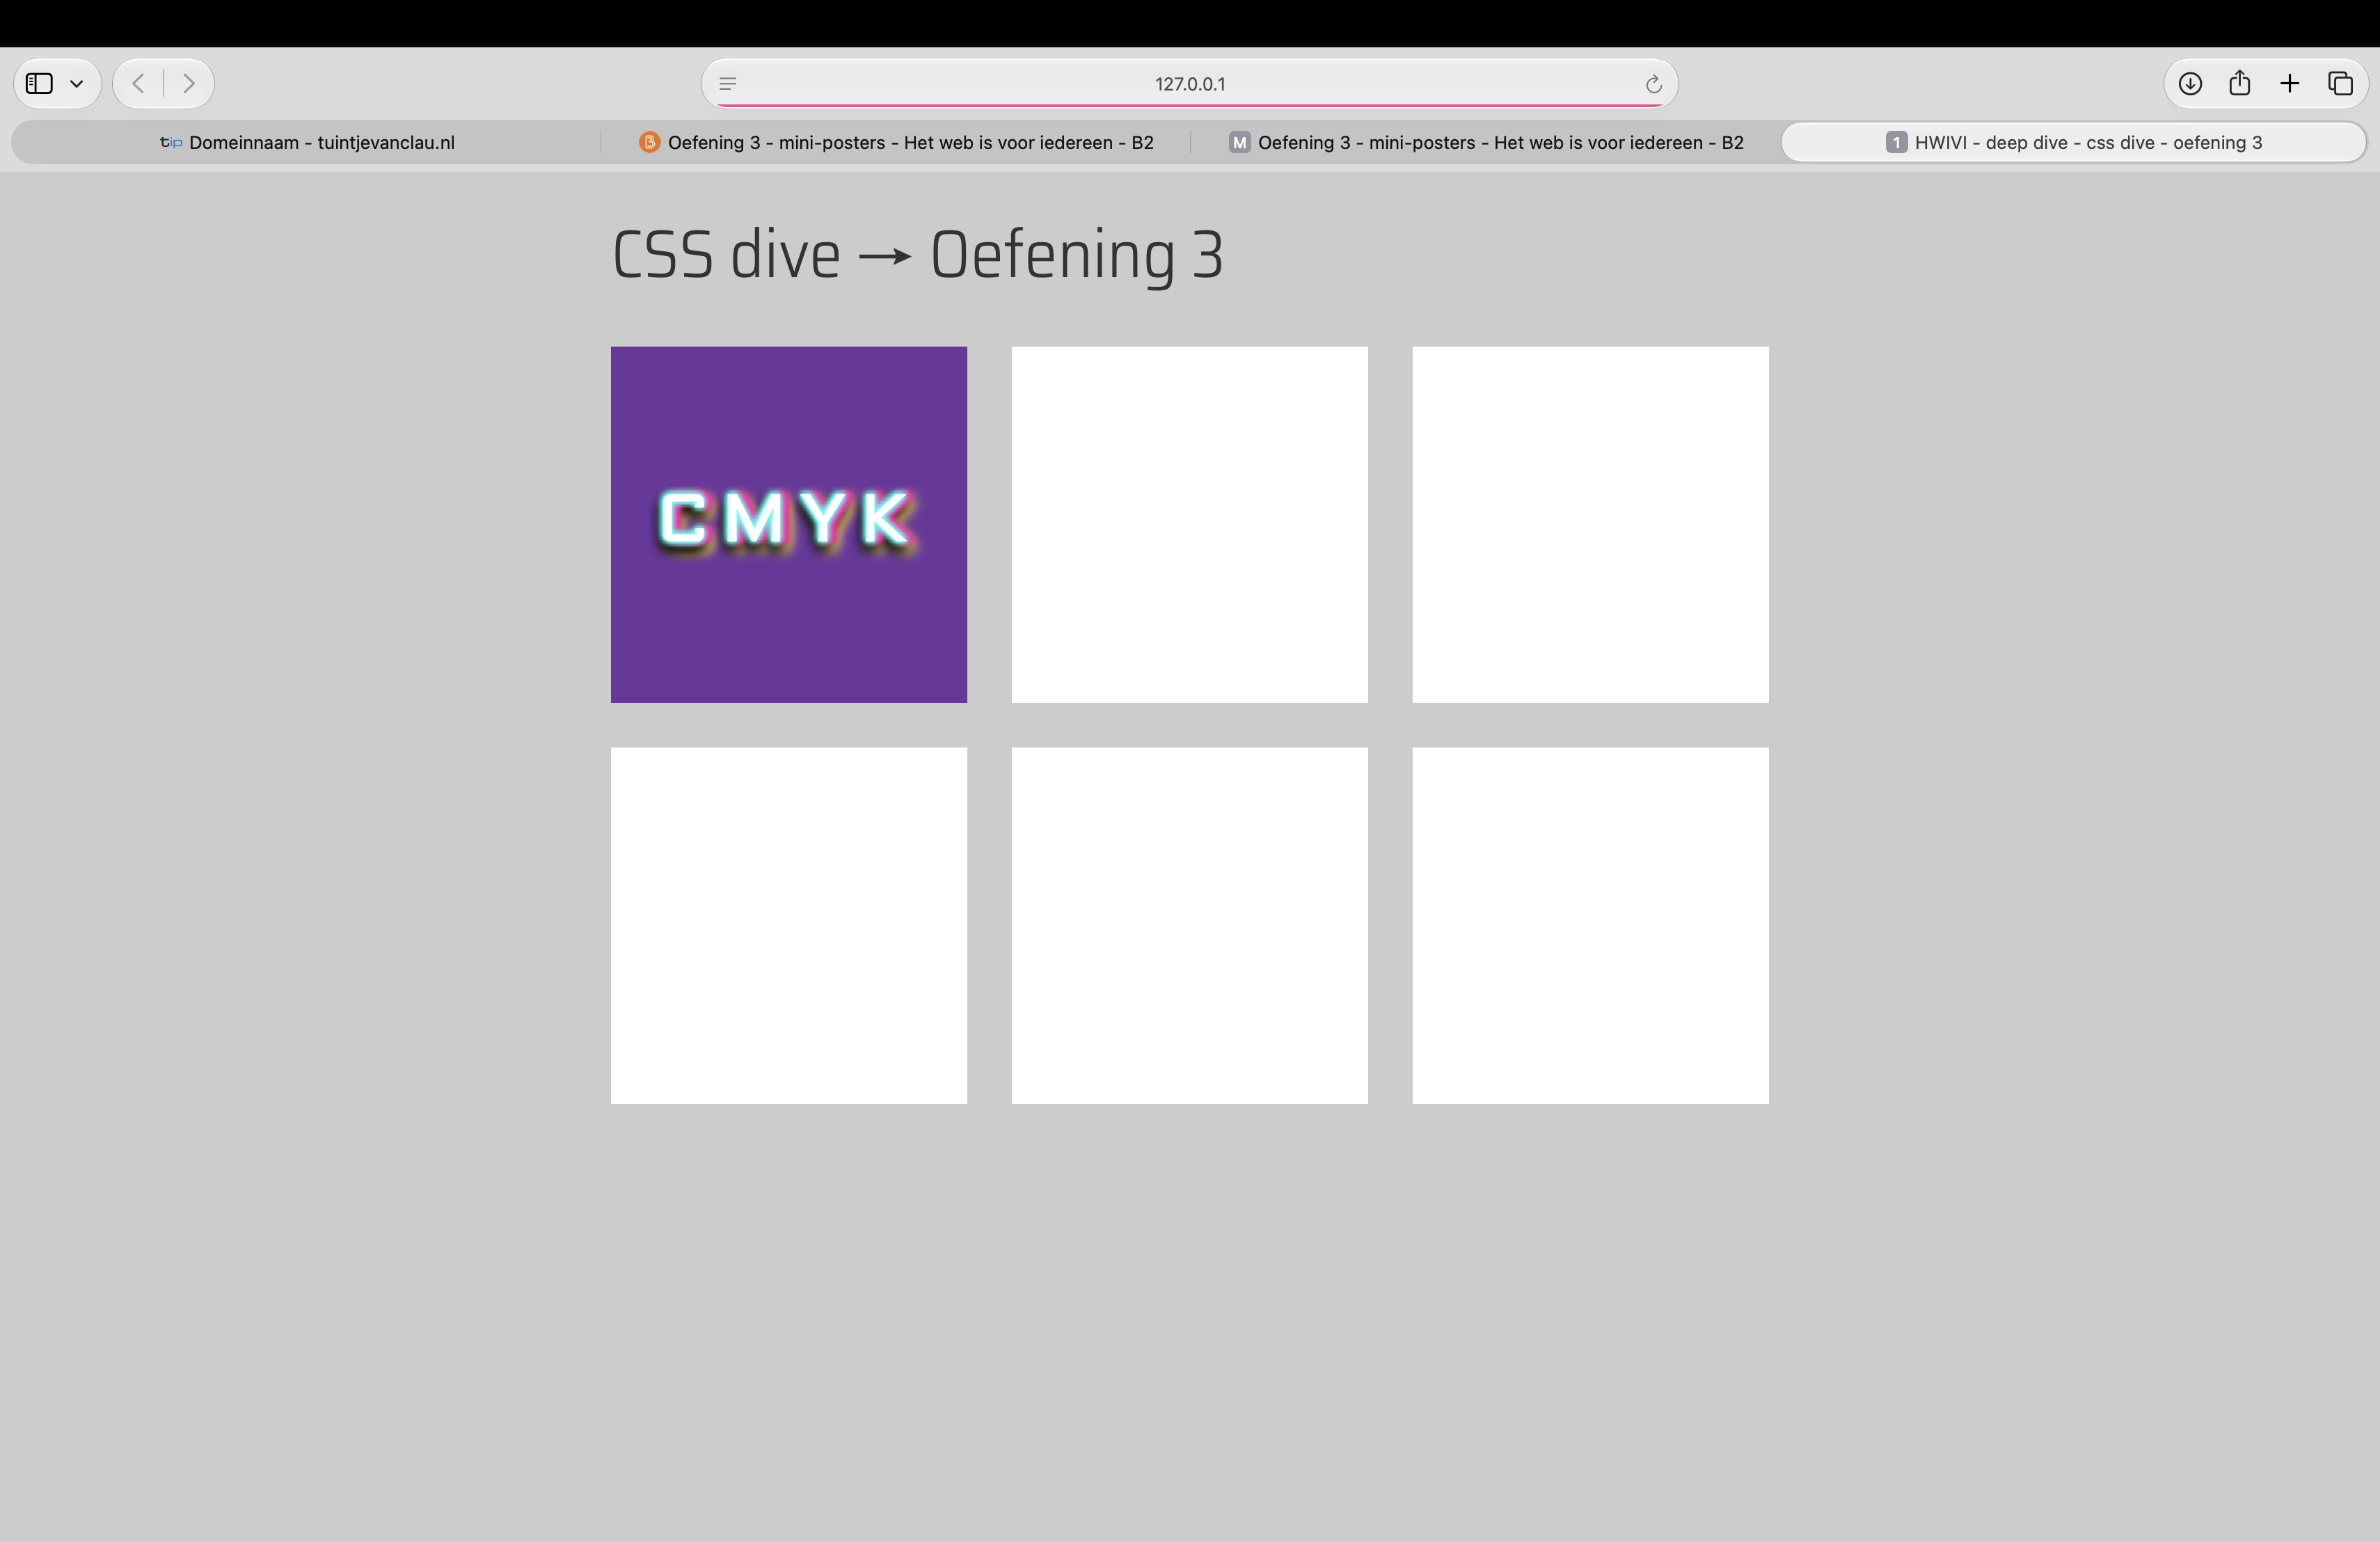 127.0.0.1
tip Domeinnaam - tuintjevanclau.nl
B Oefening 3 - mini-posters - Het web is voor iedereen - B2
M Oefening 3 - mini-posters - Het web is voor iedereen - B2
1 HWIVI - deep dive - css dive - oefening 3
CSS dive → Oefening 3
CMYK